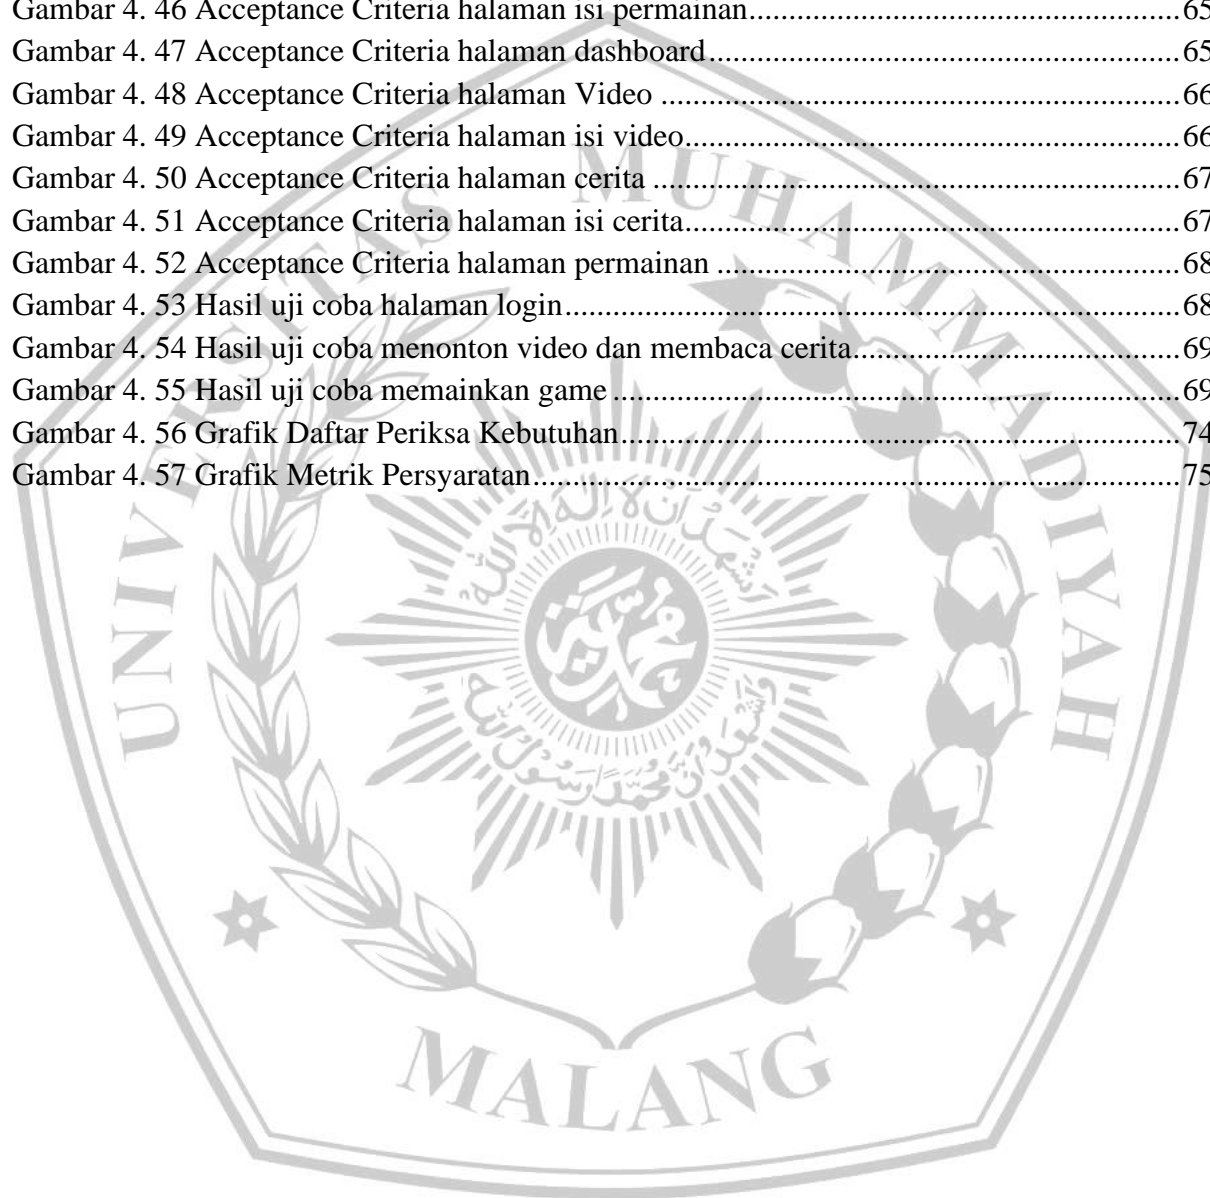 Gambar 4. 46 Acceptance Criteria halaman isi permainan........................................................65
Gambar 4. 47 Acceptance Criteria halaman dashboard.............................................................65
Gambar 4. 48 Acceptance Criteria halaman Video ...................................................................66
Gambar 4. 49 Acceptance Criteria halaman isi video................................................................66
Gambar 4. 50 Acceptance Criteria halaman cerita ....................................................................67
Gambar 4. 51 Acceptance Criteria halaman isi cerita................................................................67
Gambar 4. 52 Acceptance Criteria halaman permainan ............................................................68
Gambar 4. 53 Hasil uji coba halaman login...............................................................................68
Gambar 4. 54 Hasil uji coba menonton video dan membaca cerita...........................................69
Gambar 4. 55 Hasil uji coba memainkan game .........................................................................69
Gambar 4. 56 Grafik Daftar Periksa Kebutuhan........................................................................74
Gambar 4. 57 Grafik Metrik Persyaratan...................................................................................75
UNIVERSITAS MUHAMMADIYAH
MALANG